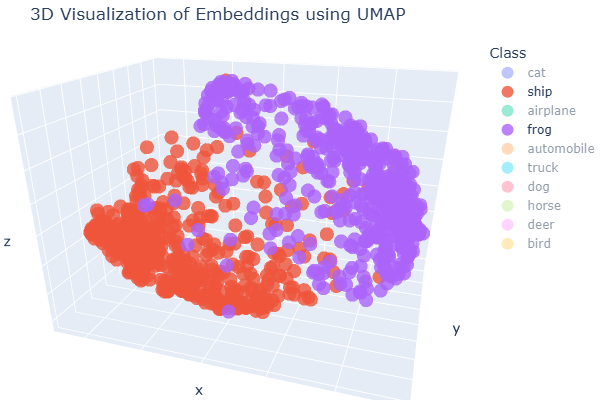 3D Visualization of Embeddings using UMAP
Class
cat
ship
airplane
frog
automobile
truck
dog
horse
deer
bird
z
y
x